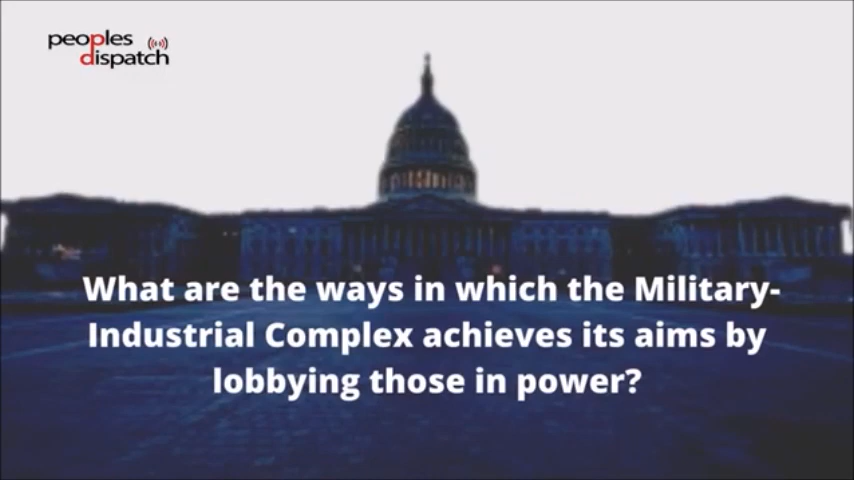 peoples
dispatch
What are the ways in which the Military-
Industrial Complex achieves its aims by
lobbying those in power?